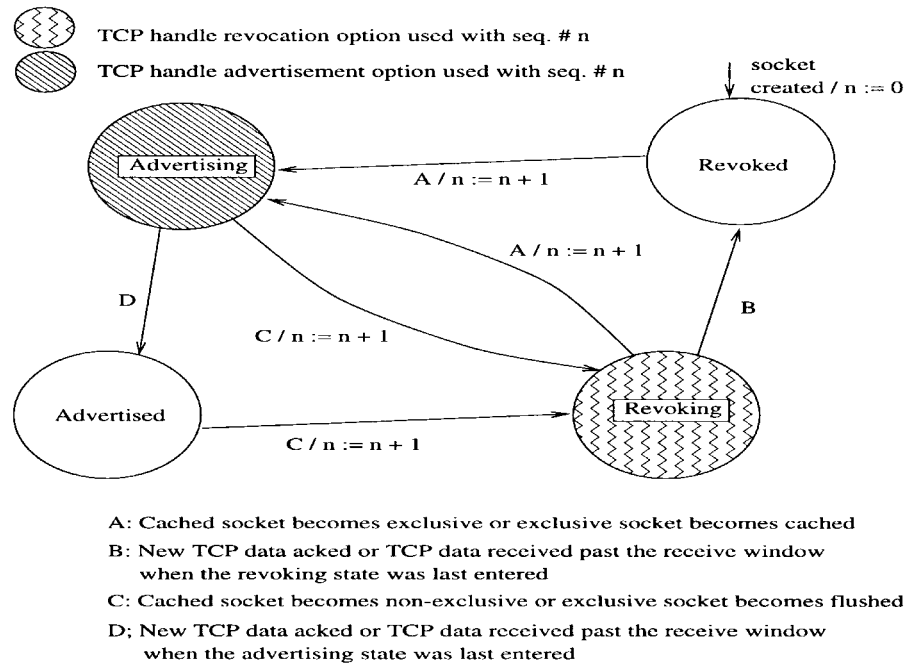 TCP handle revocation option used with seq. # n
TCP handle advertisement option used with seq. # n
socket
created / n := 0
Advertising
Revoked
A / n := n + 1
A / n := n + 1
D
B
C / n := n + 1
Advertised
Revoking
C / n := n + 1
A: Cached socket becomes exclusive or exclusive socket becomes cached
B: New TCP data acked or TCP data received past the receive window
when the revoking state was last entered
C: Cached socket becomes non-exclusive or exclusive socket becomes flushed
D; New TCP data acked or TCP data received past the receive window
when the advertising state was last entered